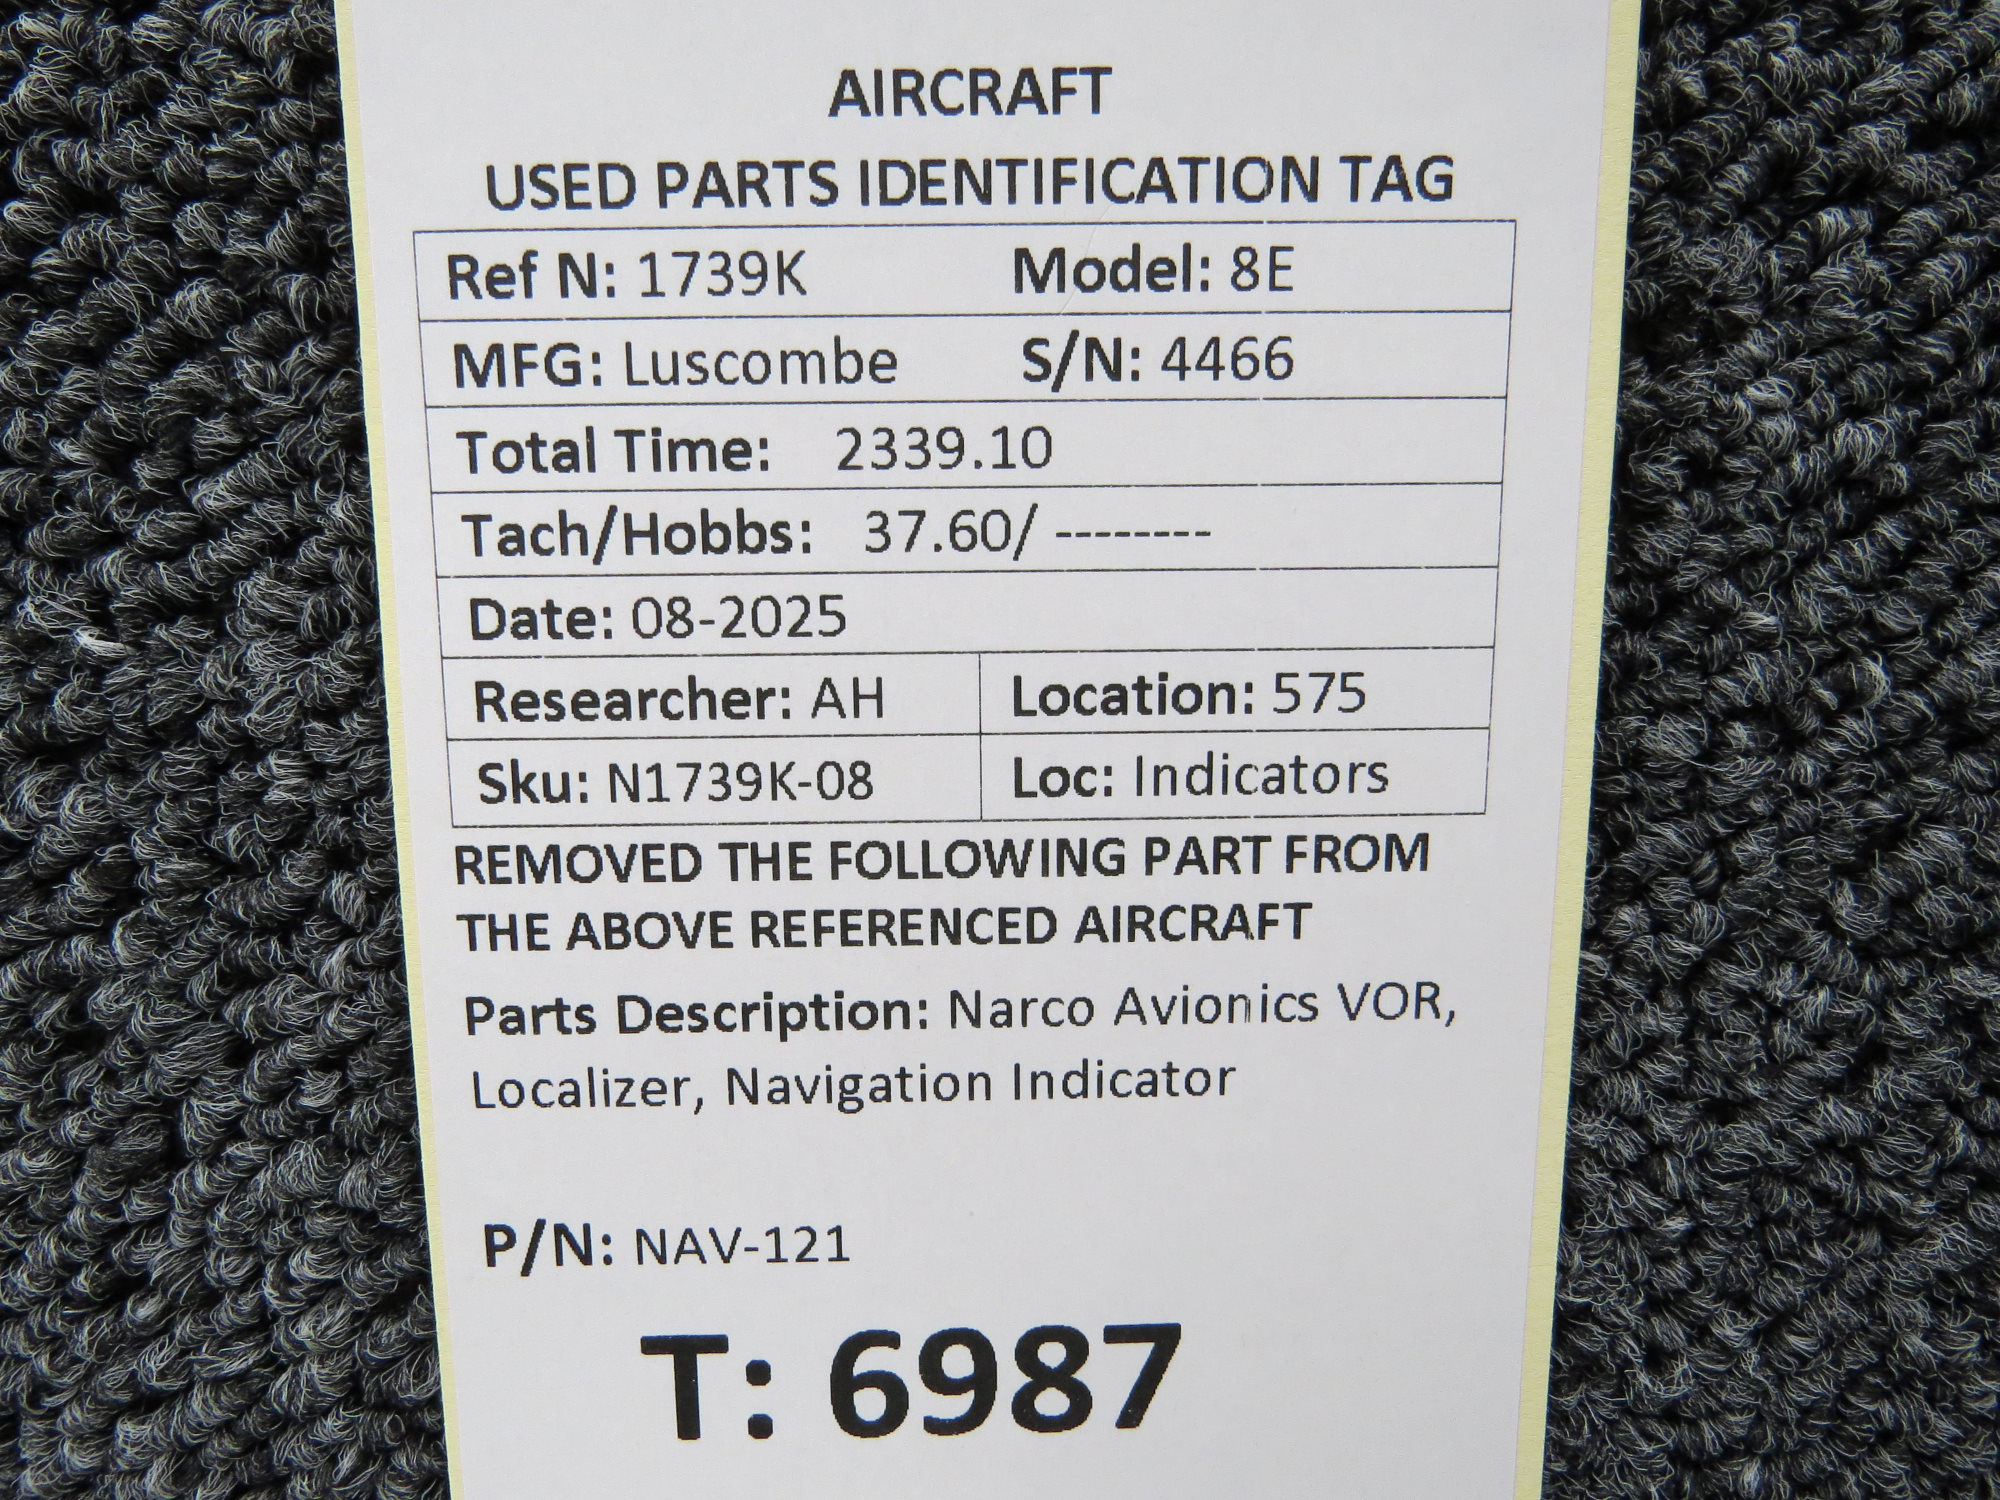 AIRCRAFT
USED PARTS IDENTIFICATION TAG
Ref N: 1739K Model: 8E
MFG: Luscombe S/N: 4466
Total Time: 2339.10
Tach/Hobbs: 37.60/ --------
Date: 08-2025
Researcher: AH Location: 575
Sku: N1739K-08 Loc: Indicators
REMOVED THE FOLLOWING PART FROM
THE ABOVE REFERENCED AIRCRAFT
Parts Description: Narco Avionics VOR,
Localizer, Navigation Indicator
P/N: NAV-121
T: 6987